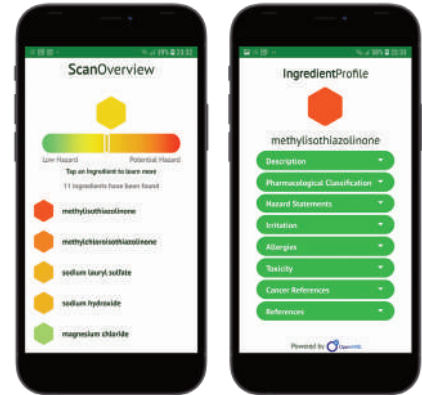 ScanOverview
Low Hazard Potential Hazard
Tap an Ingredient to learn more
11 ingredients have been found
methylisothiazolinone
methylchloroisothiazolinone
sodium lauryl sulfate
sodium hydroxide
magnesium chloride
IngredientProfile
methylisothiazolinone
Description
Pharmacological Classification
Hazard Statements
Irritation
Allergies
Toxicity
Cancer References
References
Powered by